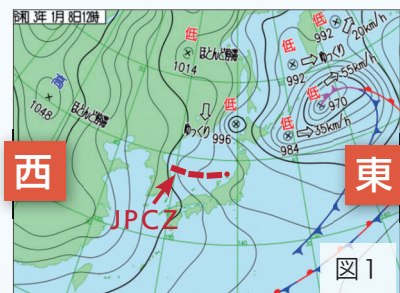 令和 3年 1月 8日12時
低
992
20km/h
低
ほとんど停滞
1014
低
992
ゆっくり
55km/h
高
ほとんど停滞
1048
低
970
ゆっくり
低
996
低
984
35km/h
西
東
JPCZ
図1